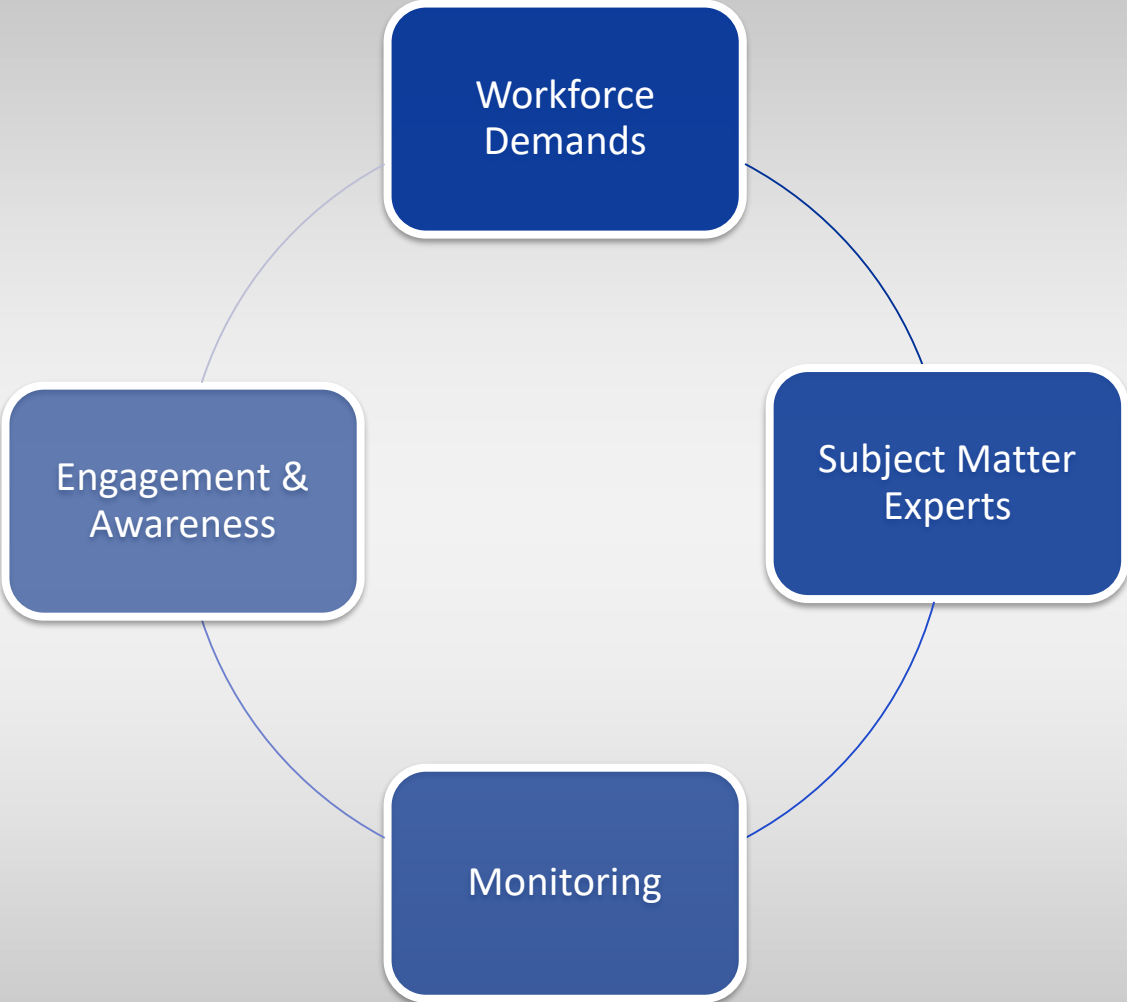 Workforce
Demands
Subject Matter
Experts
Monitoring
Engagement &
Awareness